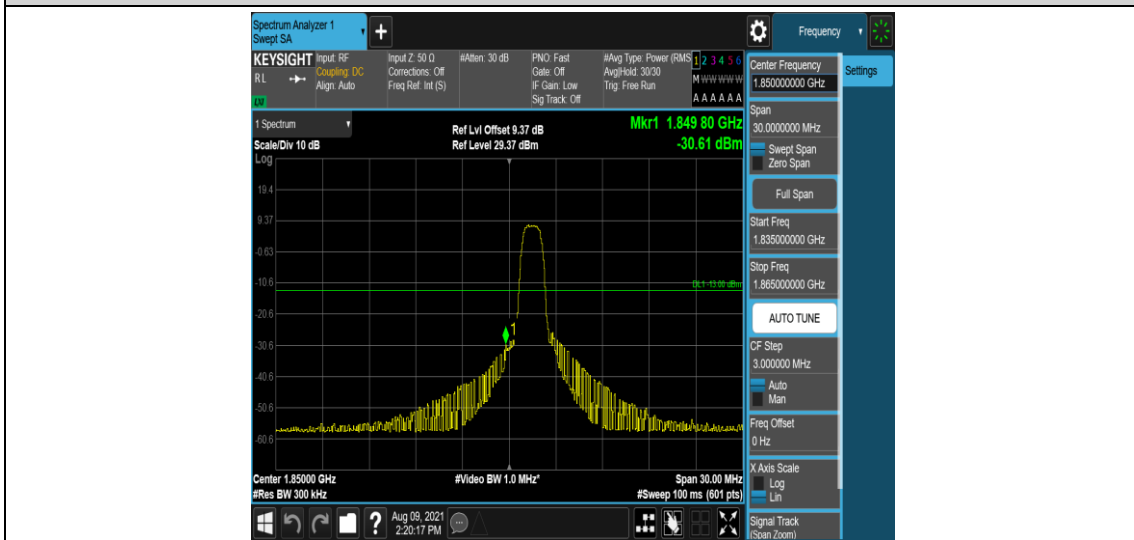 Spectrum Analyzer 1
Swept SA
+
Frequency
KEYSIGHT
RL
Input: RF
Coupling: DC
Align: Auto
Input Z: 50 Ω
Corrections: Off
Freq Ref: Int (S)
#Atten: 30 dB
PNO: Fast
Gate: Off
IF Gain: Low
Sig Track: Off
#Avg Type: Power (RMS
Avg|Hold: 30/30
Trig: Free Run
1 2 3 4 5 6
M W W W W W
A A A A A A
1 Spectrum
Scale/Div 10 dB
Ref Lvl Offset 9.37 dB
Ref Level 29.37 dBm
Mkr1 1.849 80 GHz
-30.61 dBm
Log
19.4
9.37
-0.63
-10.6
-20.6
-30.6
-40.6
-50.6
-60.6
DL1 -13.00 dBm
1
Center 1.85000 GHz
#Res BW 300 kHz
#Video BW 1.0 MHz*
Span 30.00 MHz
#Sweep 100 ms (601 pts)
Center Frequency
1.850000000 GHz
Settings
Span
30.0000000 MHz
Swept Span
Zero Span
Full Span
Start Freq
1.835000000 GHz
Stop Freq
1.865000000 GHz
AUTO TUNE
CF Step
3.000000 MHz
Auto
Man
Freq Offset
0 Hz
X Axis Scale
Log
Lin
Signal Track
(Span Zoom)
?
Aug 09, 2021
2:20:17 PM